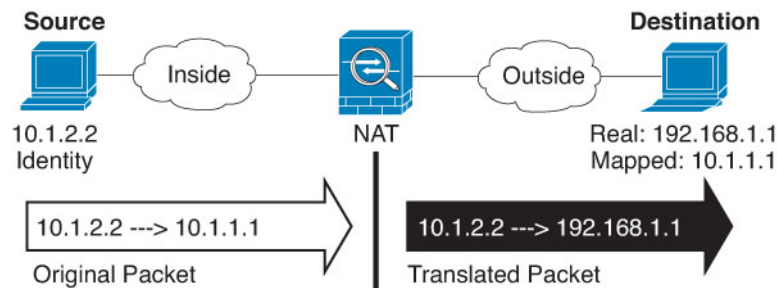 Source
Destination
Inside
Outside
10.1.2.2
Identity
NAT
Real: 192.168.1.1
Mapped: 10.1.1.1
10.1.2.2 ---> 10.1.1.1
10.1.2.2 ---> 192.168.1.1
Original Packet
Translated Packet